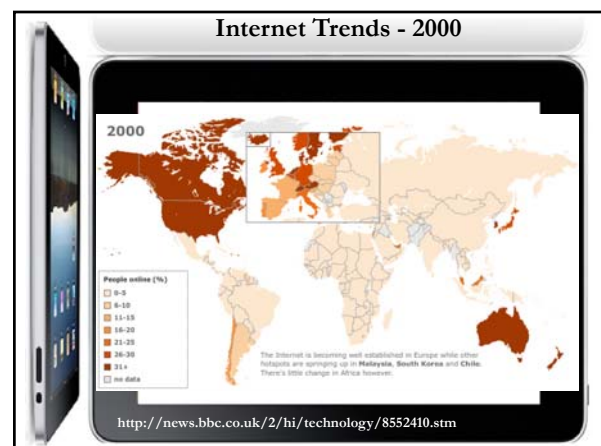 Internet Trends - 2000
2000
People online (%)
0-5
6-10
11-15
16-20
21-25
26-30
31+
no data
The Internet is becoming well established in Europe while other
hotspots are springing up in Malaysia, South Korea and Chile.
There's little change in Africa however.
http://news.bbc.co.uk/2/hi/technology/8552410.stm